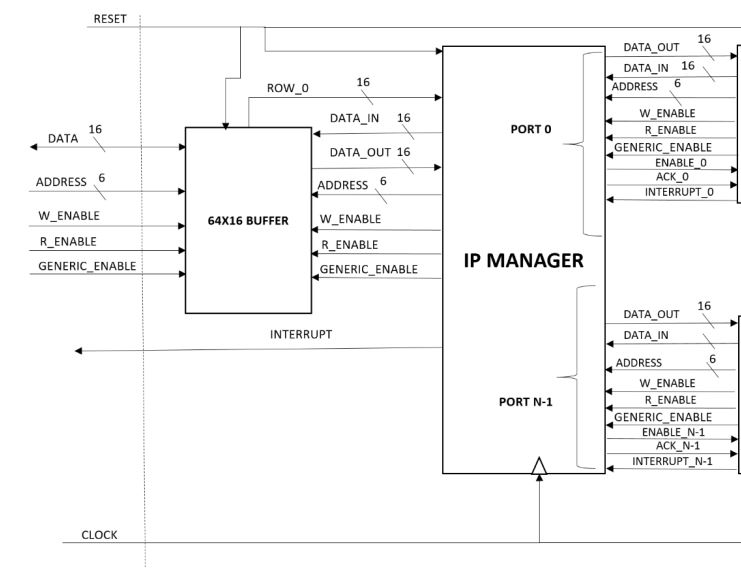 RESET
16
ROW_0
DATA_IN 16
DATA_OUT 16
ADDRESS 6
W_ENABLE
R_ENABLE
GENERIC_ENABLE
16
DATA
ADDRESS 6
W_ENABLE
R_ENABLE
GENERIC_ENABLE
64X16 BUFFER
INTERRUPT
PORT 0
IP MANAGER
PORT N-1
DATA_OUT 16
DATA_IN 16
ADDRESS 6
W_ENABLE
R_ENABLE
GENERIC_ENABLE
ENABLE_0
ACK_0
INTERRUPT_0
DATA_OUT 16
DATA_IN
ADDRESS 6
W_ENABLE
R_ENABLE
GENERIC_ENABLE
ENABLE_N-1
ACK_N-1
INTERRUPT_N-1
CLOCK